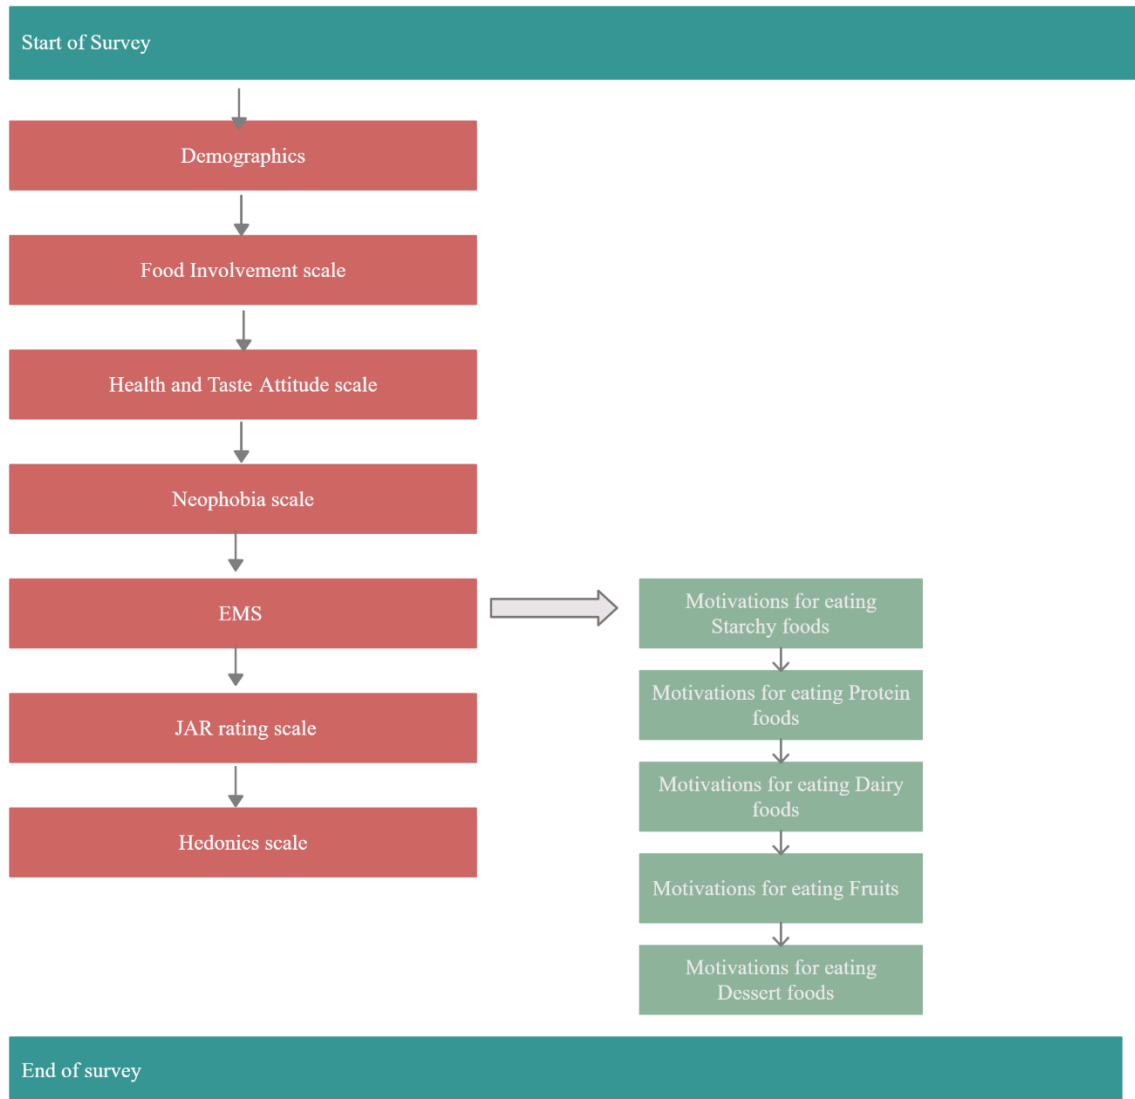 Start of Survey
Demographics
Food Involvement scale
Health and Taste Attitude scale
Neophobia scale
EMS
JAR rating scale
Hedonics scale
Motivations for eating
Starchy foods
Motivations for eating Protein
foods
Motivations for eating Dairy
foods
Motivations for eating Fruits
Motivations for eating
Dessert foods
End of survey